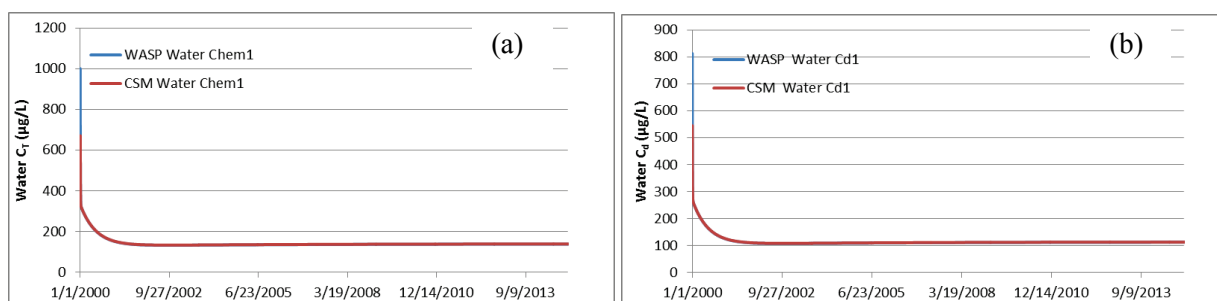 1200
1000
800
600
400
200
0
Water CT (µg/L)
WASP Water Chem1
CSM Water Chem1
(a)
1/1/2000 9/27/2002 6/23/2005 3/19/2008 12/14/2010 9/9/2013
900
800
700
600
500
400
300
200
100
0
Water Cd (µg/L)
WASP Water Cd1
CSM Water Cd1
(b)
1/1/2000 9/27/2002 6/23/2005 3/19/2008 12/14/2010 9/9/2013